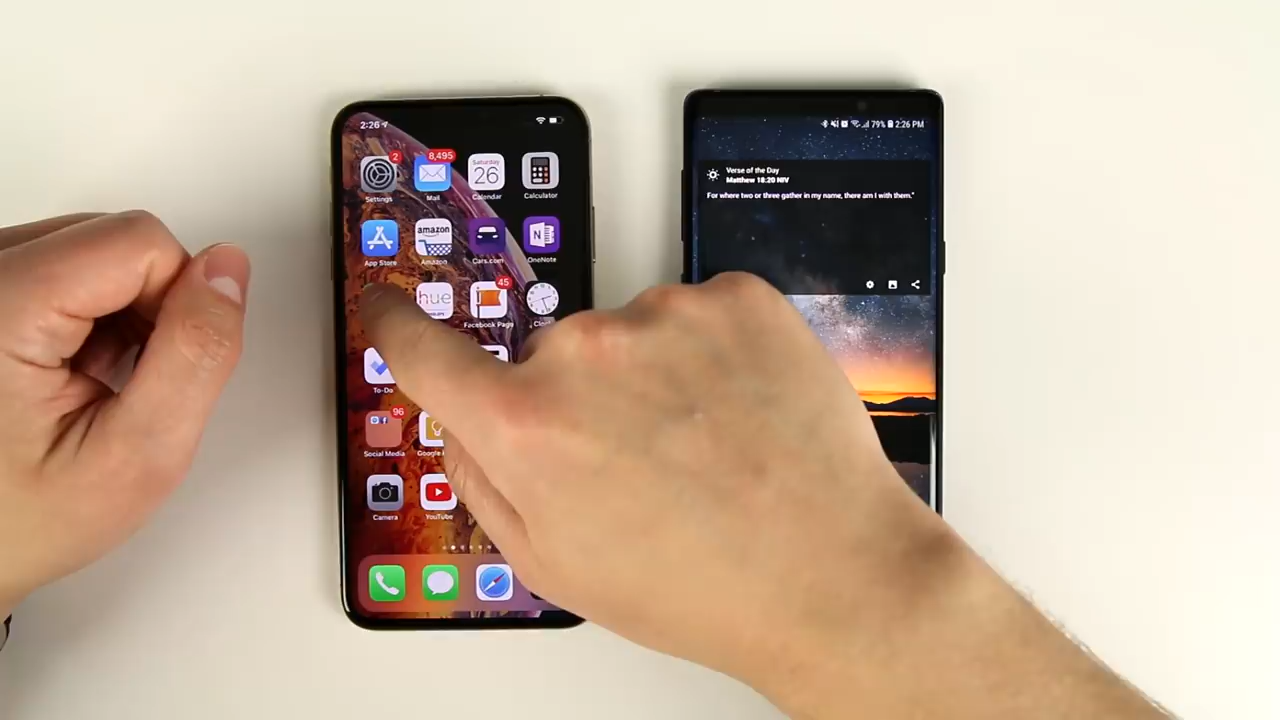 2:26
79% 2:26 PM
2
8,495
Saturday
26
Settings
Mail
Calendar
Calculator
amazon
N
App Store
Amazon
Cars.com
OneNote
45
hue
Facebook Page
To-Do
96
Social Media
Google
Camera
YouTube
Verse of the Day
Matthew 18:20 NIV
For where two or three gather in my name, there am I with them."